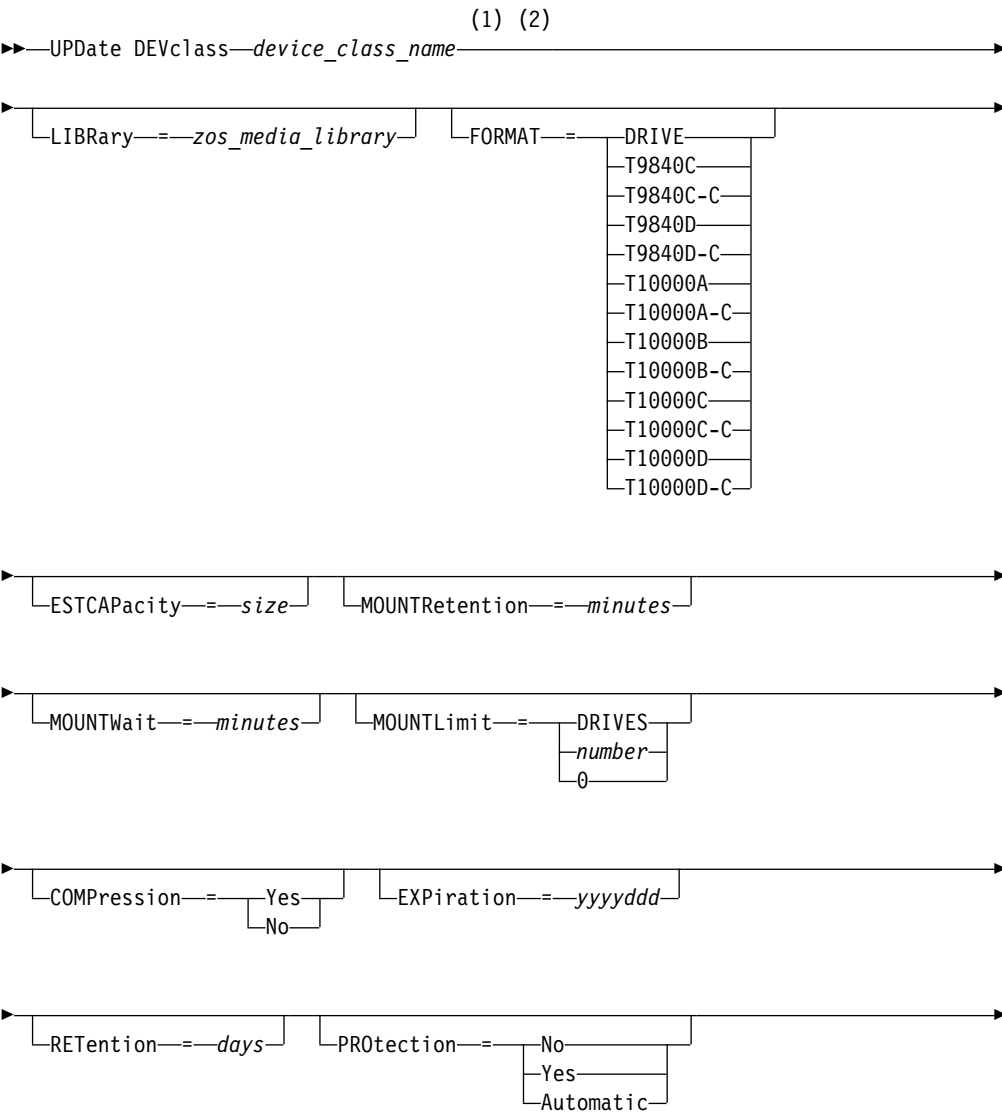 (1) (2)
UPDate DEVclass device_class_name
LIBRary = zos_media_library FORMAT = DRIVE
T9840C
T9840C-C
T9840D
T9840D-C
T10000A
T10000A-C
T10000B
T10000B-C
T10000C
T10000C-C
T10000D
T10000D-C
ESTCAPacity = size MOUNTRetention = minutes
MOUNTWait = minutes MOUNTLimit = DRIVES
number
0
COMPression = Yes EXPiration = yyyyddd
No
RETention = days PROtection = No
Yes
Automatic